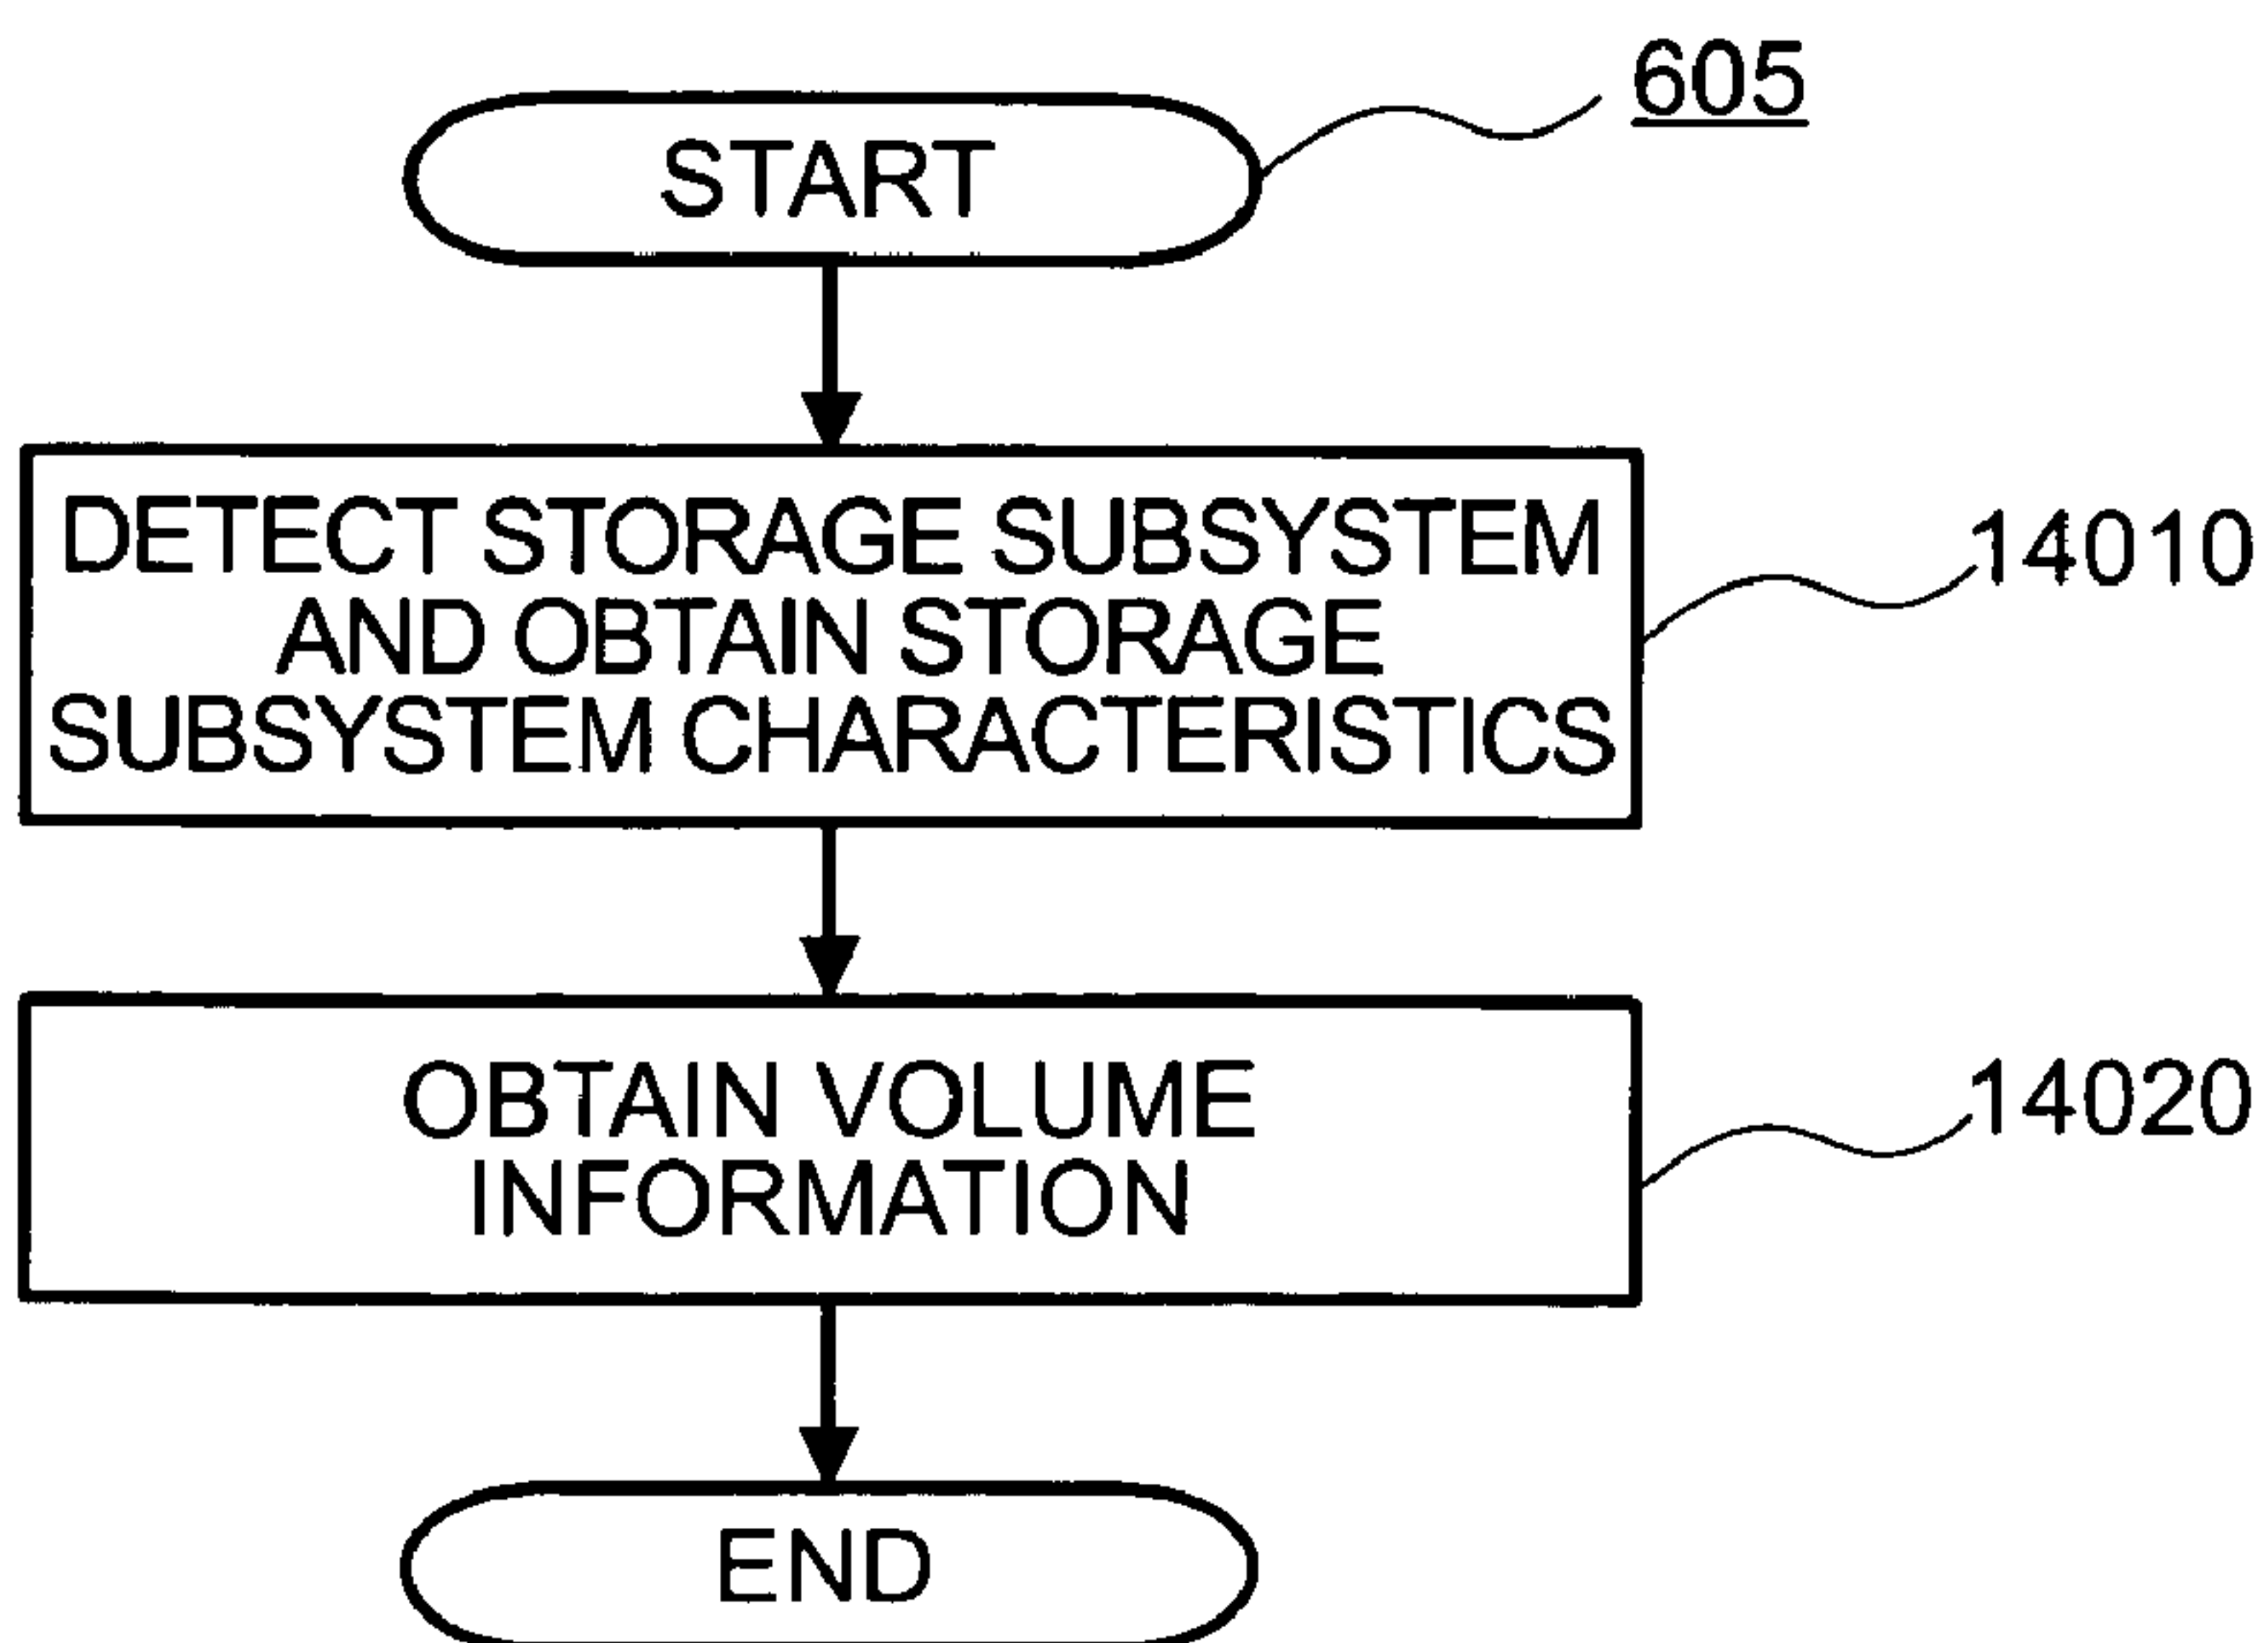 605
START
DETECT STORAGE SUBSYSTEM
AND OBTAIN STORAGE
SUBSYSTEM CHARACTERISTICS
14010
OBTAIN VOLUME
INFORMATION
14020
END